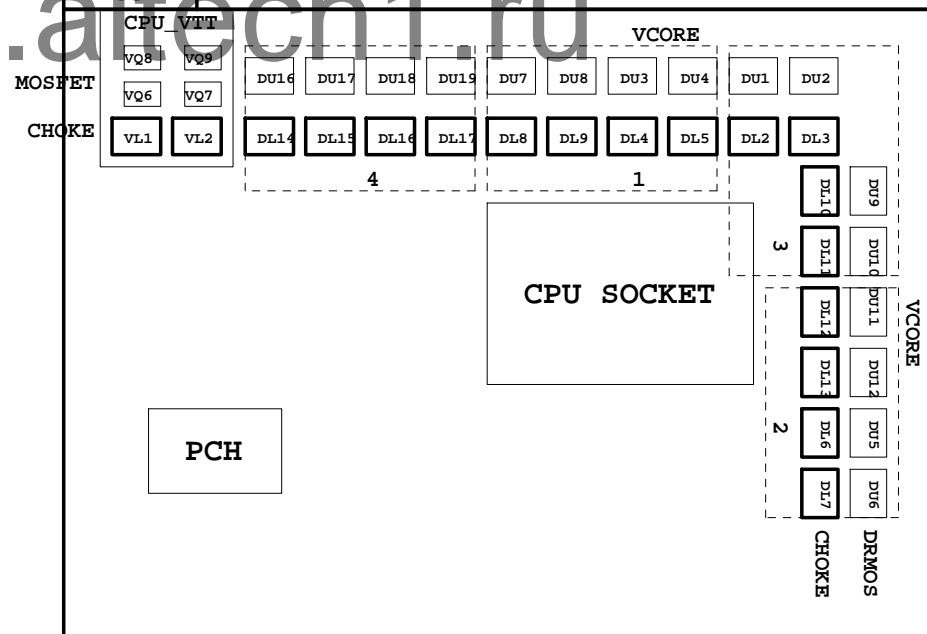 .aitech1.ru
CPU_VTT
VCORE
VQ8 VQ9
DU16 DU17 DU18 DU19 DU7 DU8 DU3 DU4 DU1 DU2
MOSFET
VQ6 VQ7
CHOKE
VL1 VL2 DL14 DL15 DL16 DL17 DL8 DL9 DL4 DL5 DL2 DL3
4 1
DL10 DU9
3 DL11 DU10
CPU SOCKET
DL12 DU11
VCORE
DL13 DU12
2 DL6 DU5
PCH
DL7 DU6
CHOKE DRMOS